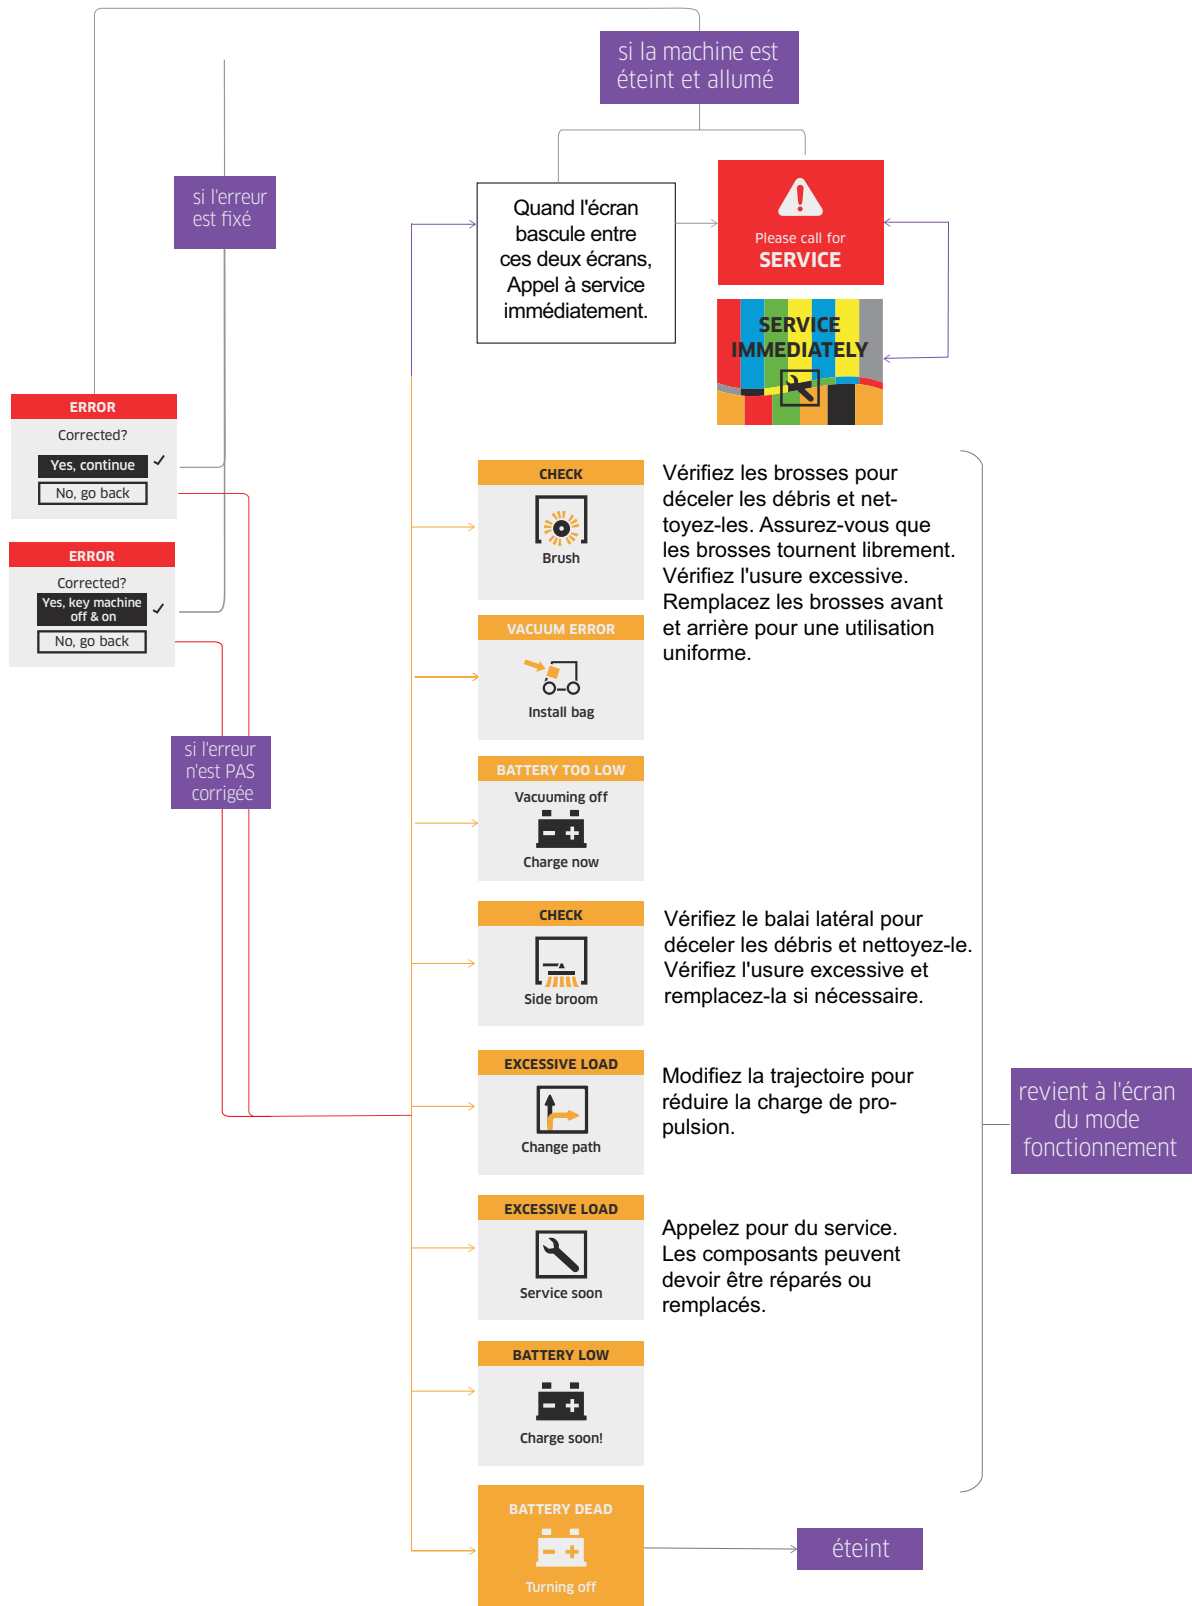 si la machine est
éteint et allumé
si l'erreur
est fixé
Quand l'écran
bascule entre
ces deux écrans,
Appel à service
immédiatement.
Please call for
SERVICE
SERVICE
IMMEDIATELY
ERROR
Corrected?
Yes, continue
No, go back
ERROR
Corrected?
Yes, key machine
off & on
No, go back
si l'erreur
n'est PAS
corrigée
CHECK
Brush
Vérifiez les brosses pour
déceler les débris et net-
toyez-les. Assurez-vous que
les brosses tournent librement.
Vérifiez l'usure excessive.
Remplacez les brosses avant
et arrière pour une utilisation
uniforme.
VACUUM ERROR
Install bag
BATTERY TOO LOW
Vacuuming off
Charge now
CHECK
Side broom
Vérifiez le balai latéral pour
déceler les débris et nettoyez-le.
Vérifiez l'usure excessive et
remplacez-la si nécessaire.
EXCESSIVE LOAD
Change path
Modifiez la trajectoire pour
réduire la charge de pro-
pulsion.
revient à l'écran
du mode
fonctionnement
EXCESSIVE LOAD
Service soon
Appelez pour du service.
Les composants peuvent
devoir être réparés ou
remplacés.
BATTERY LOW
Charge soon!
BATTERY DEAD
Turning off
éteint